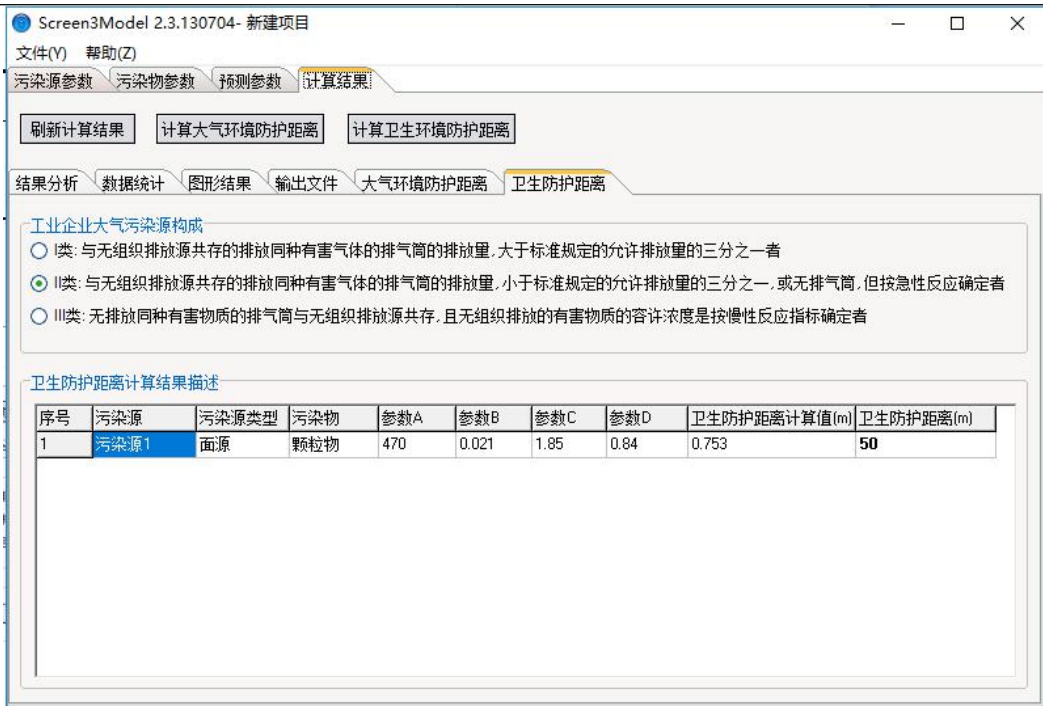 Screen3Model 2.3.130704- 新建项目
文件(Y) 帮助(Z)
污染源参数 污染物参数 预测参数 计算结果
刷新计算结果 计算大气环境防护距离 计算卫生环境防护距离
结果分析 数据统计 图形结果 输出文件 大气环境防护距离 卫生防护距离
工业企业大气污染源构成
I类: 与无组织排放源共存的排放同种有害气体的排气筒的排放量,大于标准规定的允许排放量的三分之一者
II类: 与无组织排放源共存的排放同种有害气体的排气筒的排放量,小于标准规定的允许排放量的三分之一,或无排气筒,但按急性反应确定者
III类: 无排放同种有害物质的排气筒与无组织排放源共存,且无组织排放的有害物质的容许浓度是按慢性反应指标确定者
卫生防护距离计算结果描述
序号 污染源 污染源类型 污染物 参数A 参数B 参数C 参数D 卫生防护距离计算值(m) 卫生防护距离(m)
1 污染源1 面源 颗粒物 470 0.021 1.85 0.84 0.753 50